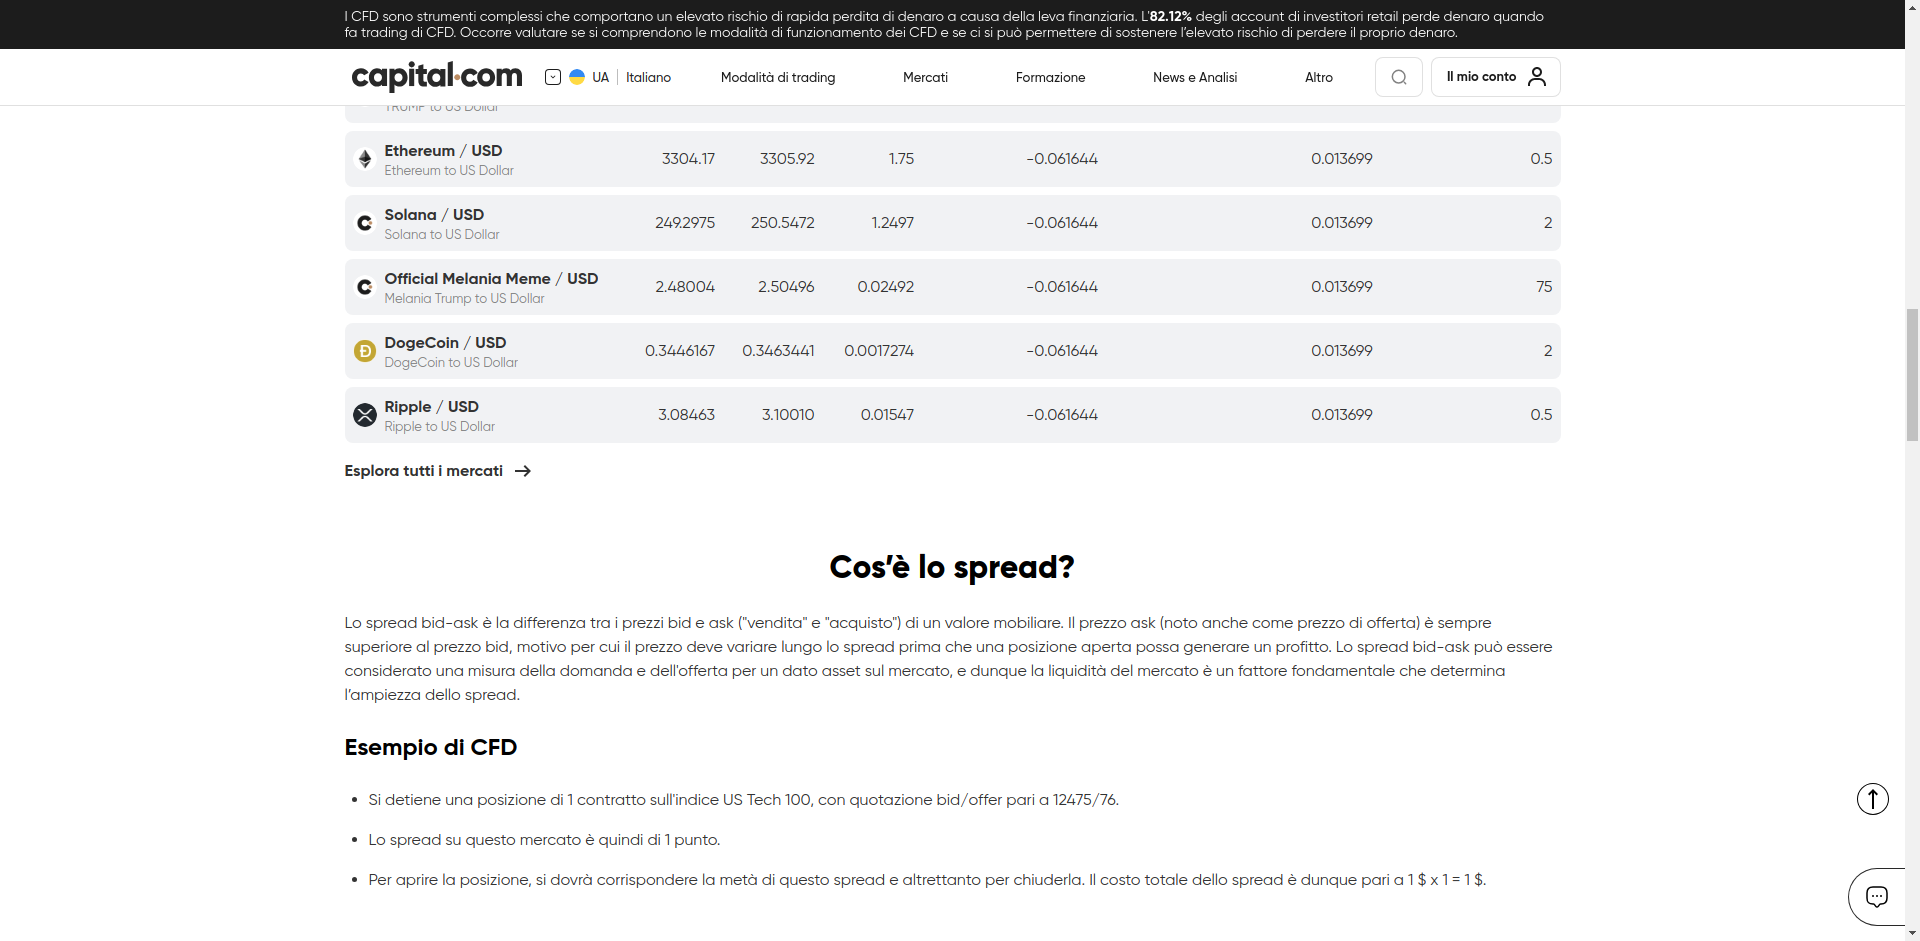 I CFD sono strumenti complessi che comportano un elevato rischio di rapida perdita di denaro a causa della leva finanziaria. L'82.12% degli account di investitori retail perde denaro quando
fa trading di CFD. Occorre valutare se si comprendono le modalità di funzionamento dei CFD e se ci si può permettere di sostenere l'elevato rischio di perdere il proprio denaro.
capital.com UA Italiano Modalità di trading Mercati Formazione News e Analisi Altro Il mio conto
TRUMP to US Dollar
Ethereum / USD 3304.17 3305.92 1.75 -0.061644 0.013699 0.5
Ethereum to US Dollar
Solana / USD 249.2975 250.5472 1.2497 -0.061644 0.013699 2
Solana to US Dollar
Official Melania Meme / USD 2.48004 2.50496 0.02492 -0.061644 0.013699 75
Melania Trump to US Dollar
DogeCoin / USD 0.3446167 0.3463441 0.0017274 -0.061644 0.013699 2
DogeCoin to US Dollar
Ripple / USD 3.08463 3.10010 0.01547 -0.061644 0.013699 0.5
Ripple to US Dollar
Esplora tutti i mercati
Cos'è lo spread?
Lo spread bid-ask è la differenza tra i prezzi bid e ask ("vendita" e "acquisto") di un valore mobiliare. Il prezzo ask (noto anche come prezzo di offerta) è sempre
superiore al prezzo bid, motivo per cui il prezzo deve variare lungo lo spread prima che una posizione aperta possa generare un profitto. Lo spread bid-ask può essere
considerato una misura della domanda e dell'offerta per un dato asset sul mercato, e dunque la liquidità del mercato è un fattore fondamentale che determina
l'ampiezza dello spread.
Esempio di CFD
• Si detiene una posizione di 1 contratto sull'indice US Tech 100, con quotazione bid/offer pari a 12475/76.
• Lo spread su questo mercato è quindi di 1 punto.
• Per aprire la posizione, si dovrà corrispondere la metà di questo spread e altrettanto per chiuderla. Il costo totale dello spread è dunque pari a 1 $ x 1 = 1 $.